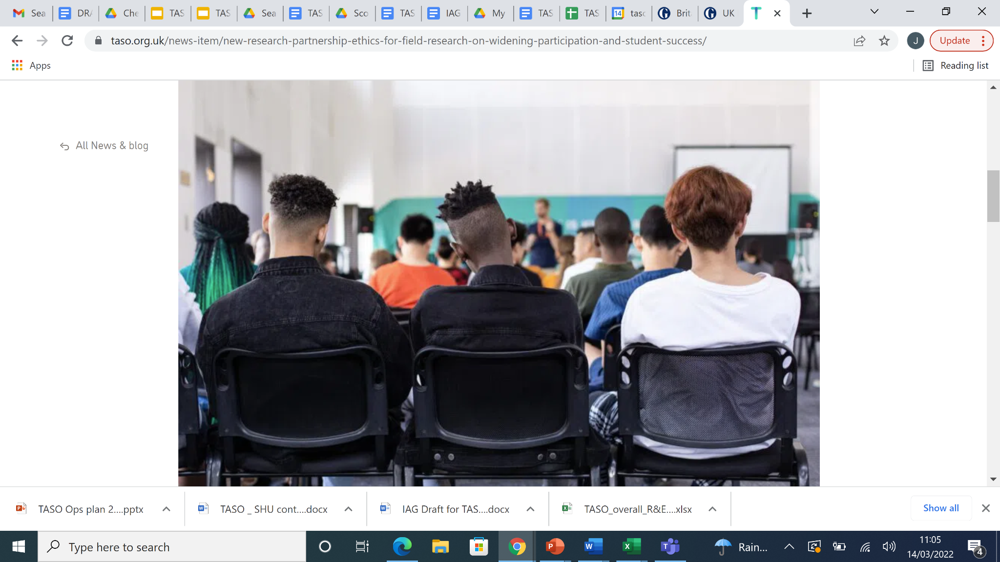 Sea
DRA
Che
TAS
TAS
Sea
TAS
Sco
TAS
IAG
My
TAS
TAS
14
tasc
Brit
UK
taso.org.uk/news-item/new-research-partnership-ethics-for-field-research-on-widening-participation-and-student-success/
J
Update
Apps
Reading list
All News & blog
TASO Ops plan 2....pptx
TASO _ SHU cont....docx
IAG Draft for TAS....docx
TASO_overall_R&E....xlsx
Show all
Type here to search
Rain...
11:05
14/03/2022
4